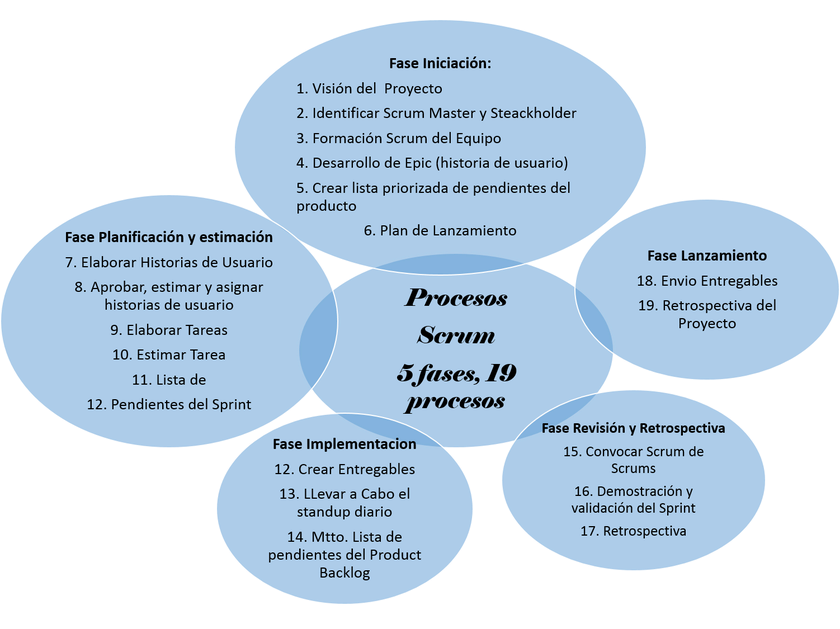 Fase Iniciación:
1. Visión del Proyecto
2. Identificar Scrum Master y Steackholder
3. Formación Scrum del Equipo
4. Desarrollo de Epic (historia de usuario)
5. Crear lista priorizada de pendientes del
producto
6. Plan de Lanzamiento
Fase Planificación y estimación
7. Elaborar Historias de Usuario
8. Aprobar, estimar y asignar
historias de usuario
9. Elaborar Tareas
10. Estimar Tarea
11. Lista de
12. Pendientes del Sprint
Procesos
Scrum
5 fases, 19
procesos
Fase Lanzamiento
18. Envio Entregables
19. Retrospectiva del
Proyecto
Fase Implementacion
12. Crear Entregables
13. LLevar a Cabo el
standup diario
14. Mtto. Lista de
pendientes del Product
Backlog
Fase Revisión y Retrospectiva
15. Convocar Scrum de
Scrums
16. Demostración y
validación del Sprint
17. Retrospectiva